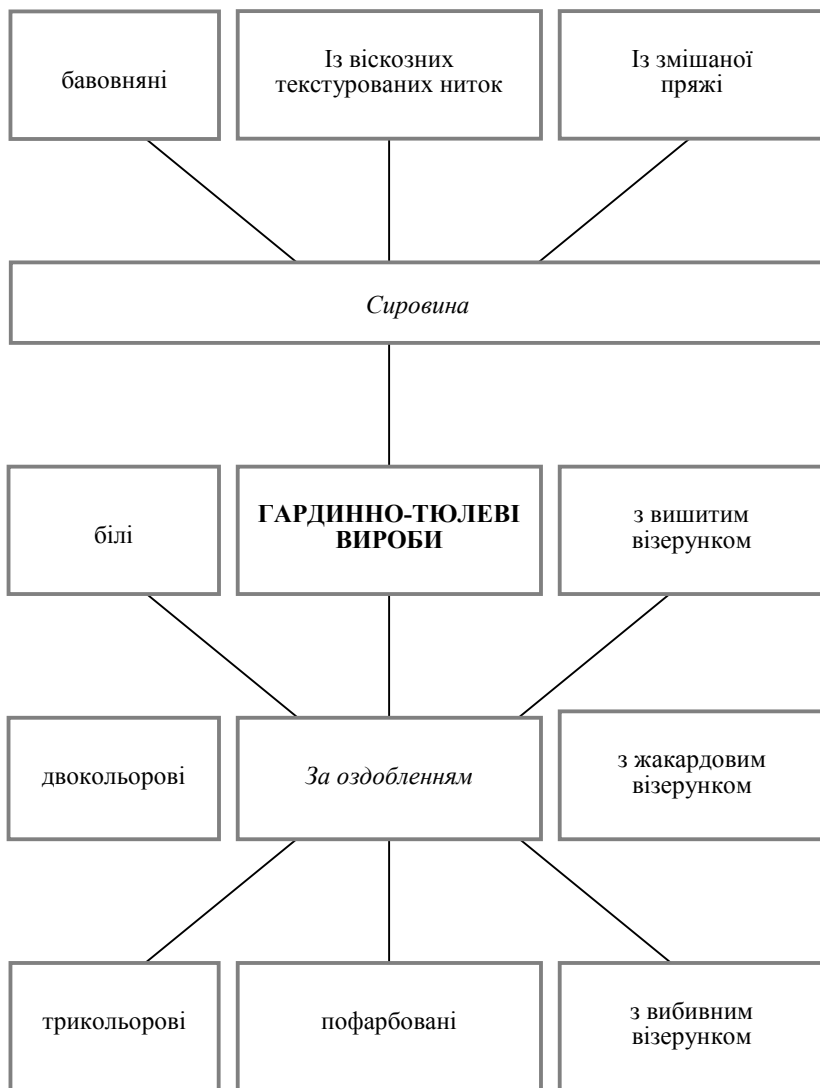 бавовняні
Із віскозних
текстурованих ниток
Із змішаної
пряжі
Сировина
білі
ГАРДИННО-ТЮЛЕВІ
ВИРОБИ
з вишитим
візерунком
двокольорові
За оздобленням
з жакардовим
візерунком
трикольорові
пофарбовані
з вибивним
візерунком